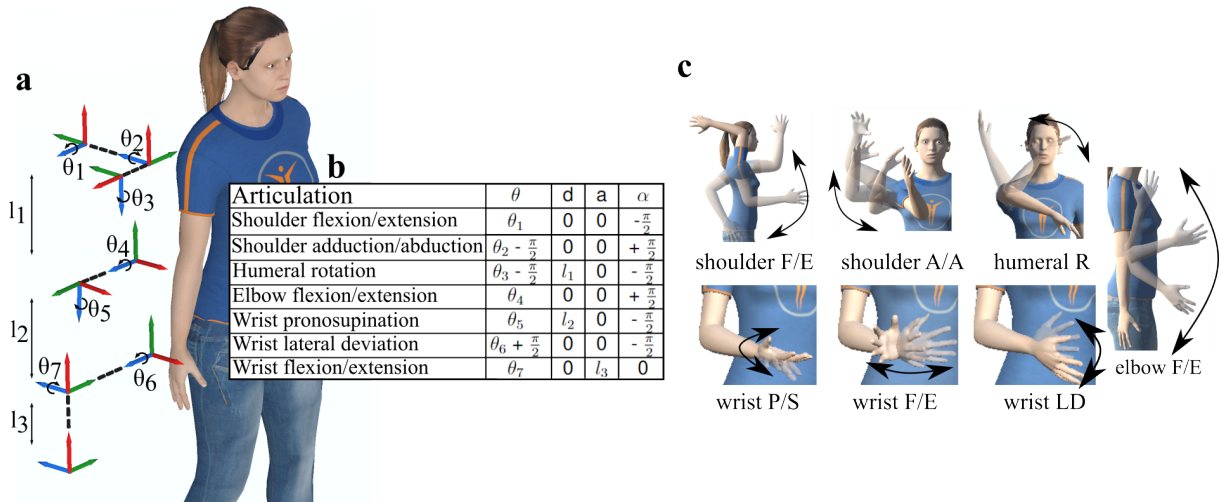 a
θ1
θ2
θ3
l1
θ4
θ5
l2
θ7
θ6
l3
b
Articulation θ d a α
Shoulder flexion/extension θ1 0 0 -π/2
Shoulder adduction/abduction θ2 - π/2 0 0 + π/2
Humeral rotation θ3 - π/2 l1 0 - π/2
Elbow flexion/extension θ4 0 0 + π/2
Wrist pronosupination θ5 l2 0 - π/2
Wrist lateral deviation θ6 + π/2 0 0 - π/2
Wrist flexion/extension θ7 0 l3 0
c
shoulder F/E shoulder A/A humeral R
elbow F/E
wrist P/S wrist F/E wrist LD